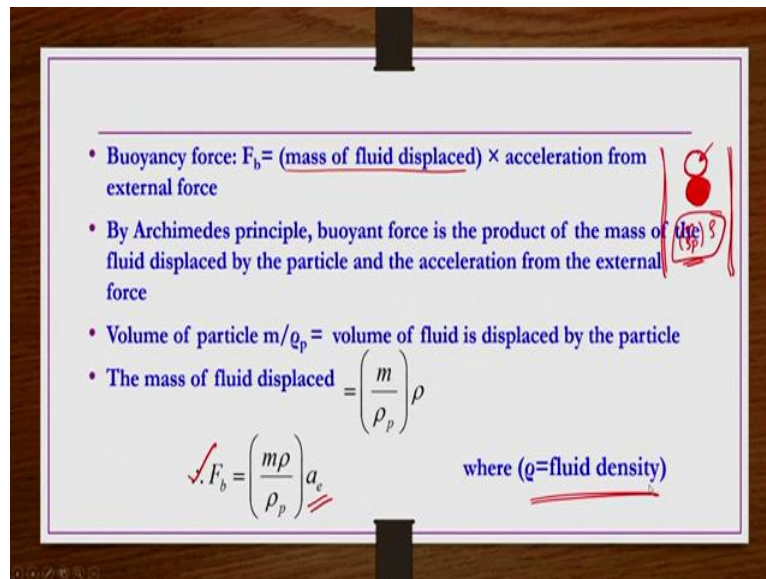 • Buoyancy force: F_b= (mass of fluid displaced) × acceleration from
external force
• By Archimedes principle, buoyant force is the product of the mass of the
fluid displaced by the particle and the acceleration from the external
force
• Volume of particle m/ϱ_p = volume of fluid is displaced by the particle
• The mass of fluid displaced = (m/ρ_p) ρ
∴ F_b = (mρ/ρ_p) a_e where (ϱ=fluid density)